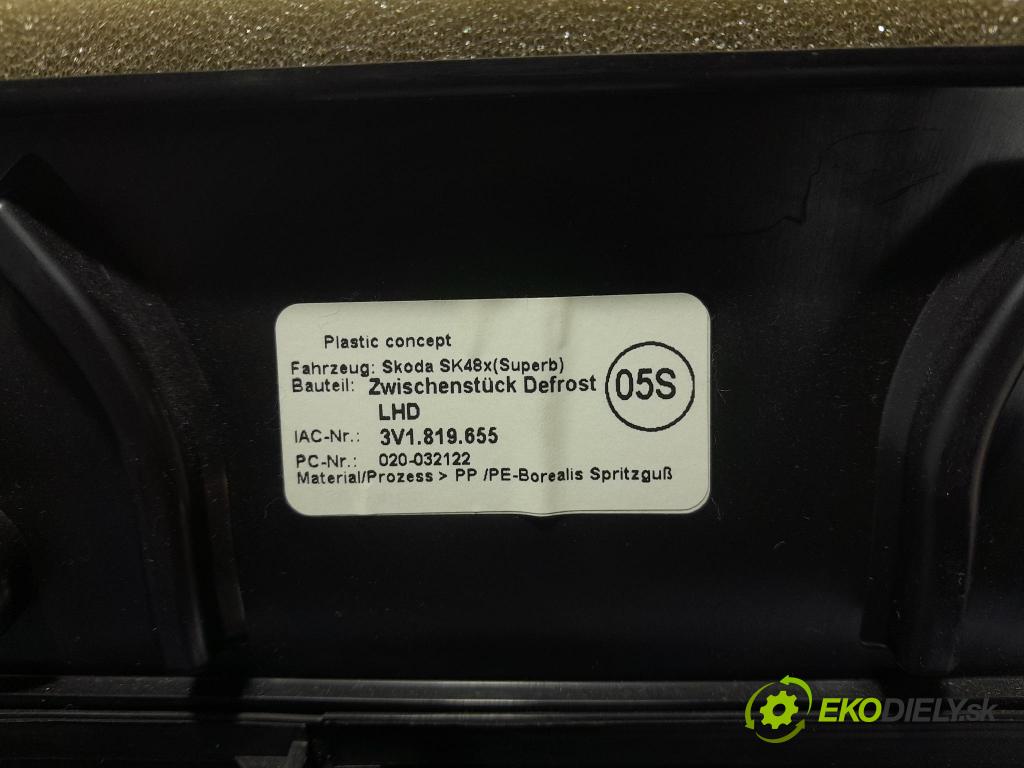 Plastic concept
Fahrzeug: Skoda SK48x(Superb)
Bauteil: Zwischenstück Defrost
LHD
05S
IAC-Nr.: 3V1.819.655
PC-Nr.: 020-032122
Material/Prozess > PP /PE-Borealis Spritzguß
EKODIELY.sk